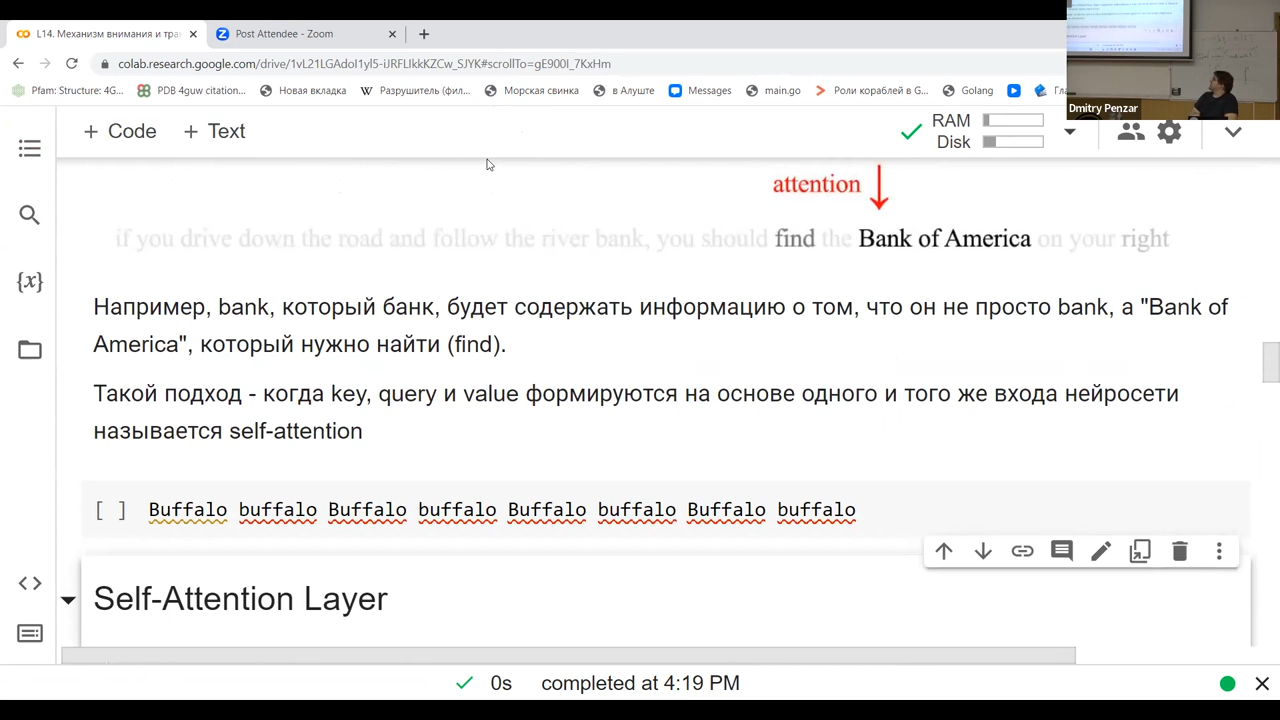 L14. Механизм внимания и тра
Post Attendee - Zoom
colab.research.google.com/drive/
Pfam: Structure: 4G...
PDB 4guw citation...
Новая вкладка
Разрушитель (фил...
Морская свинка
в Алуште
Messages
main.go
Роли кораблей в G...
Golang
Dmitry Penzar
+ Code + Text
RAM
Disk
attention
if you drive down the road and follow the river bank, you should find the Bank of America on your right
Например, bank, который банк, будет содержать информацию о том, что он не просто bank, а "Bank of
America", который нужно найти (find).
Такой подход - когда key, query и value формируются на основе одного и того же входа нейросети
называется self-attention
[ ] Buffalo buffalo Buffalo buffalo Buffalo buffalo Buffalo buffalo
Self-Attention Layer
0s completed at 4:19 PM